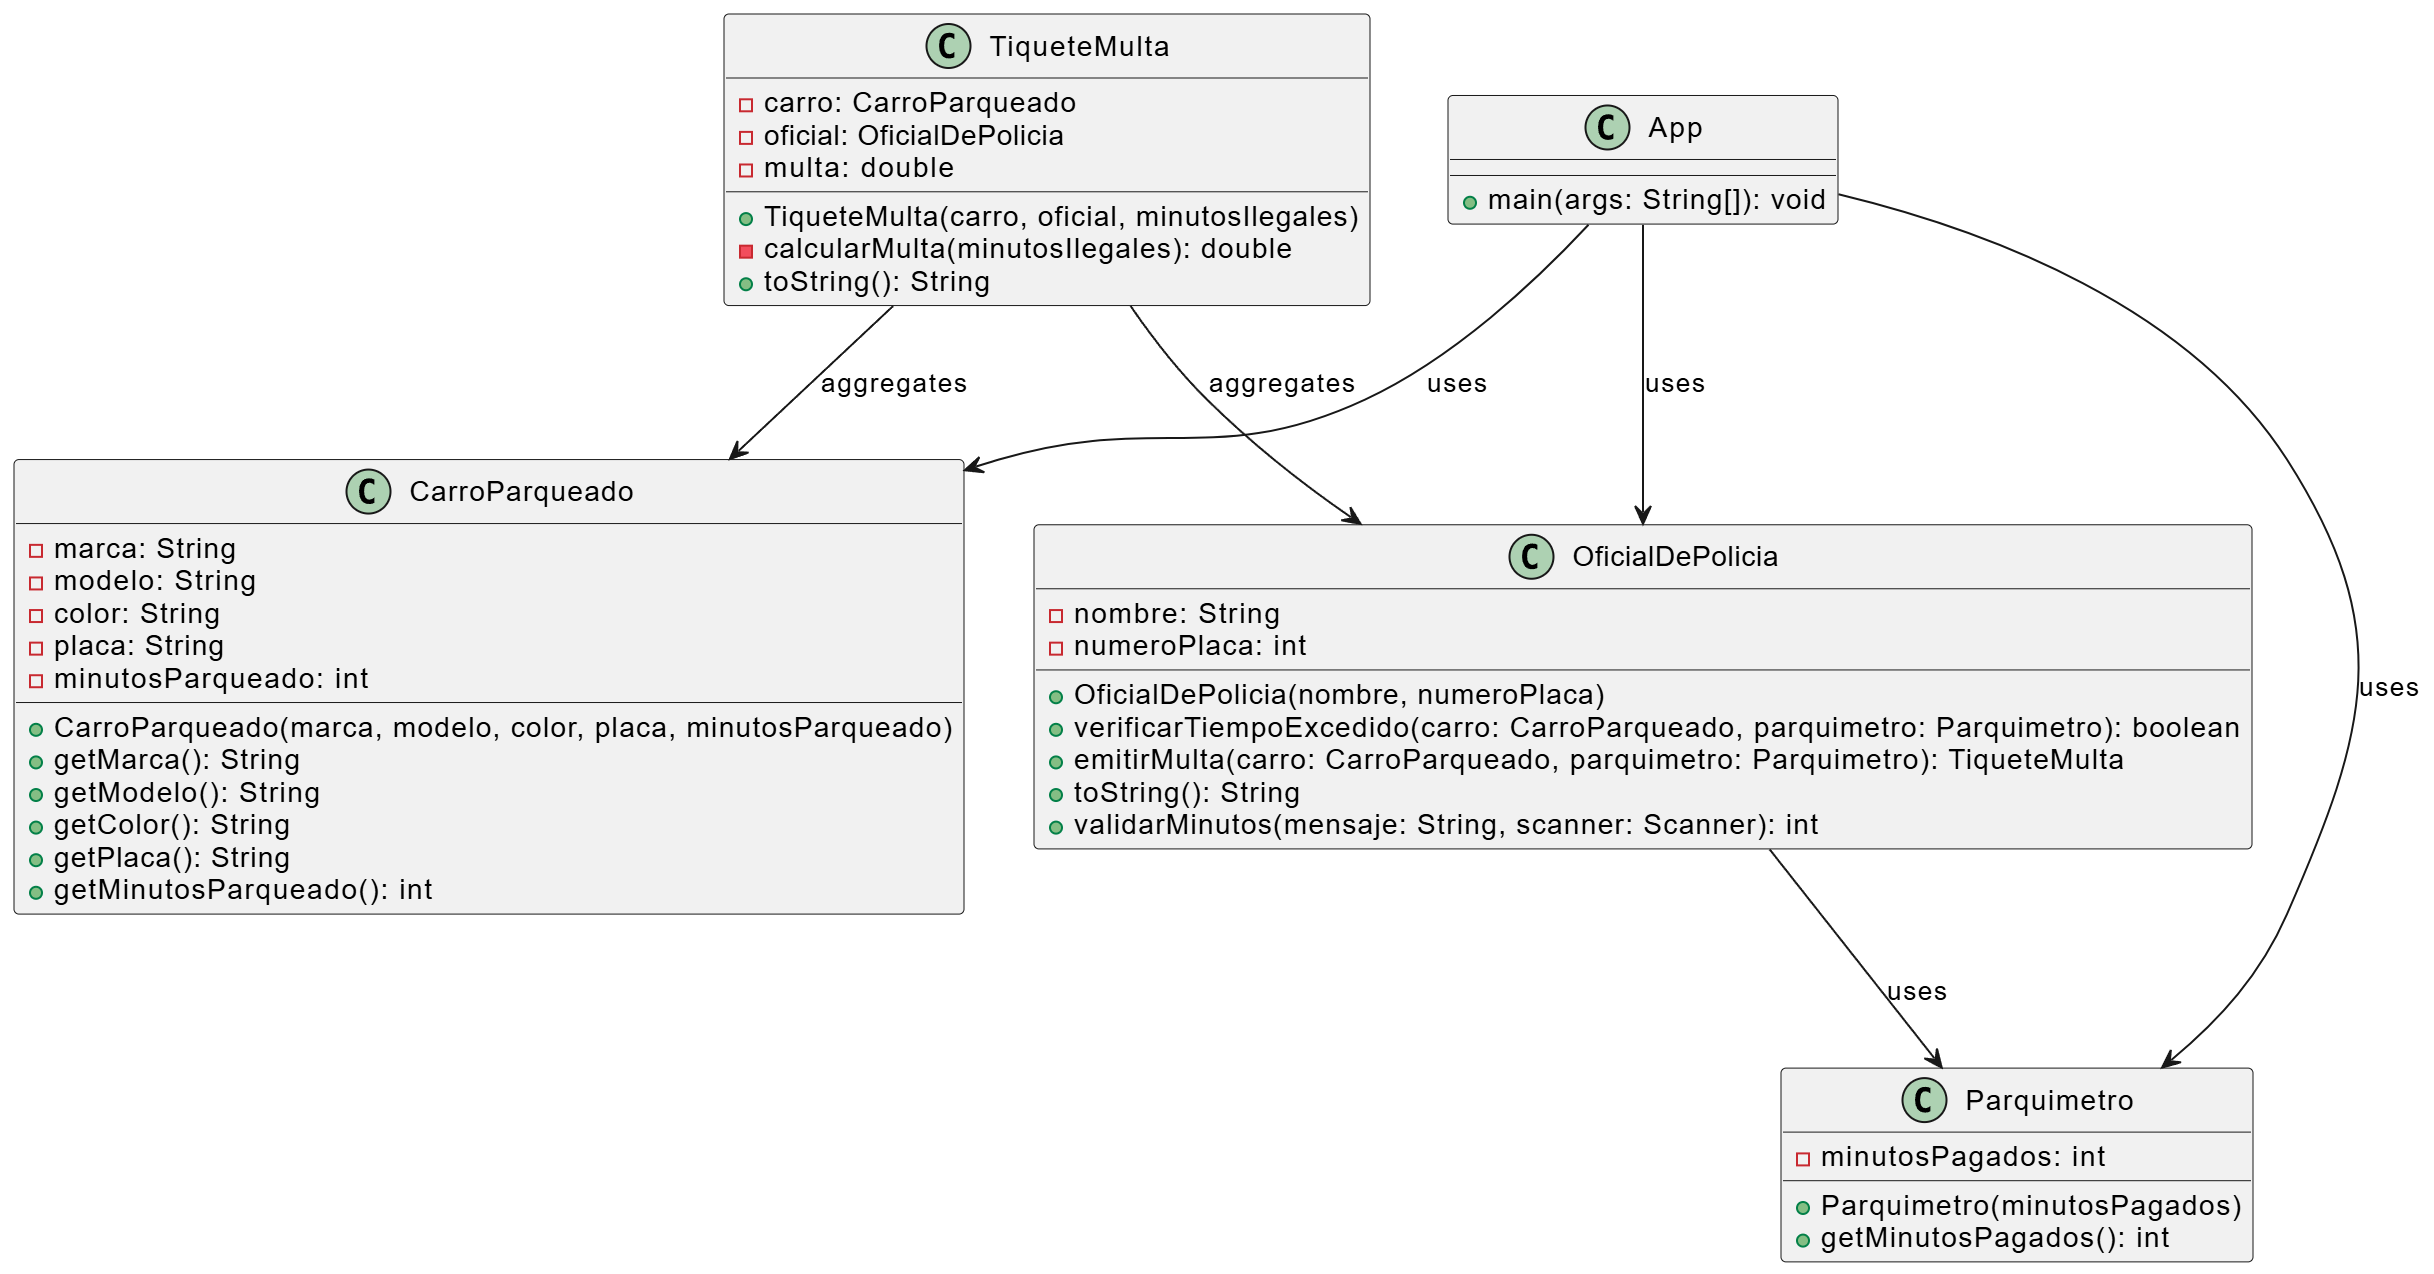 C TiqueteMulta
carro: CarroParqueado
oficial: OficialDePolicia
multa: double
TiqueteMulta(carro, oficial, minutosIlegales)
calcularMulta(minutosIlegales): double
toString(): String
C App
main(args: String[]): void
aggregates
aggregates
uses
uses
uses
C CarroParqueado
marca: String
modelo: String
color: String
placa: String
minutosParqueado: int
CarroParqueado(marca, modelo, color, placa, minutosParqueado)
getMarca(): String
getModelo(): String
getColor(): String
getPlaca(): String
getMinutosParqueado(): int
C OficialDePolicia
nombre: String
numeroPlaca: int
OficialDePolicia(nombre, numeroPlaca)
verificarTiempoExcedido(carro: CarroParqueado, parquimetro: Parquimetro): boolean
emitirMulta(carro: CarroParqueado, parquimetro: Parquimetro): TiqueteMulta
toString(): String
validarMinutos(mensaje: String, scanner: Scanner): int
uses
C Parquimetro
minutosPagados: int
Parquimetro(minutosPagados)
getMinutosPagados(): int